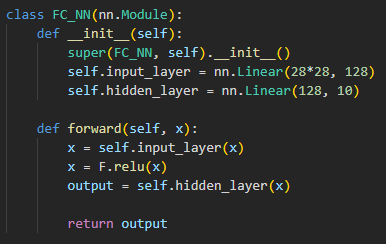 class FC_NN(nn.Module):
    def __init__(self):
        super(FC_NN, self).__init__()
        self.input_layer = nn.Linear(28*28, 128)
        self.hidden_layer = nn.Linear(128, 10)

    def forward(self, x):
        x = self.input_layer(x)
        x = F.relu(x)
        output = self.hidden_layer(x)

        return output